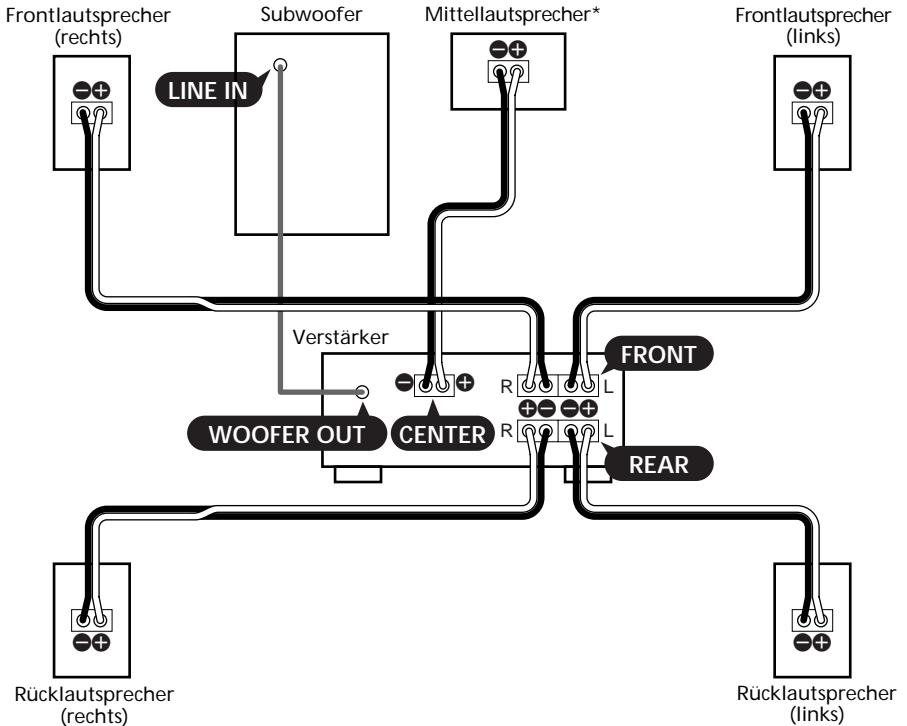 Frontlautsprecher
(rechts)
Subwoofer
Mittellautsprecher*
Frontlautsprecher
(links)
LINE IN
Verstärker
FRONT
R
L
WOOFER OUT
CENTER
R
L
REAR
Rücklautsprecher
(rechts)
Rücklautsprecher
(links)